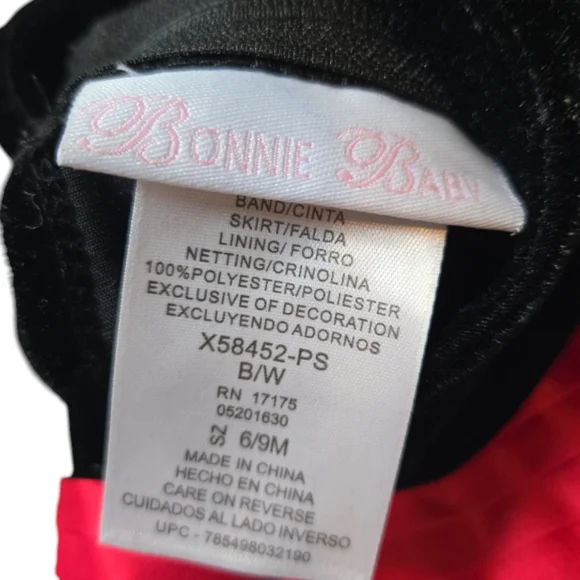 BONNIE BABY
BAND/CINTA
SKIRT/FALDA
LINING/ FORRO
NETTING/CRINOLINA
100%POLYESTER/POLIESTER
EXCLUSIVE OF DECORATION
EXCLUYENDO ADORNOS
X58452-PS
B/W
RN 17175
05201630
SZ 6/9M
MADE IN CHINA
HECHO EN CHINA
CARE ON REVERSE
CUIDADOS AL LADO INVERSO
UPC - 785498032190